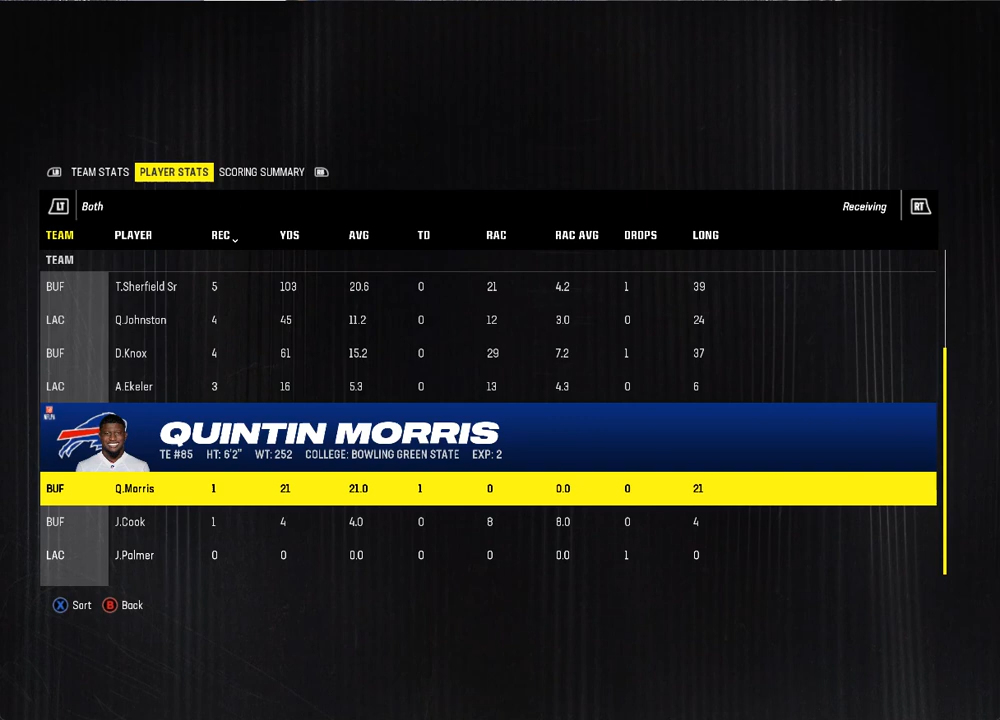 LB TEAM STATS PLAYER STATS SCORING SUMMARY RB
LT Both Receiving RT
TEAM PLAYER REC YDS AVG TD RAC RAC AVG DROPS LONG
TEAM
BUF T.Sherfield Sr 5 103 20.6 0 21 4.2 1 39
LAC Q.Johnston 4 45 11.2 0 12 3.0 0 24
BUF D.Knox 4 61 15.2 0 29 7.2 1 37
LAC A.Ekeler 3 16 5.3 0 13 4.3 0 6
QUINTIN MORRIS
TE #85 HT: 6'2" WT: 252 COLLEGE: BOWLING GREEN STATE EXP: 2
BUF Q.Morris 1 21 21.0 1 0 0.0 0 21
BUF J.Cook 1 4 4.0 0 8 8.0 0 4
LAC J.Palmer 0 0 0.0 0 0 0.0 1 0
X Sort B Back